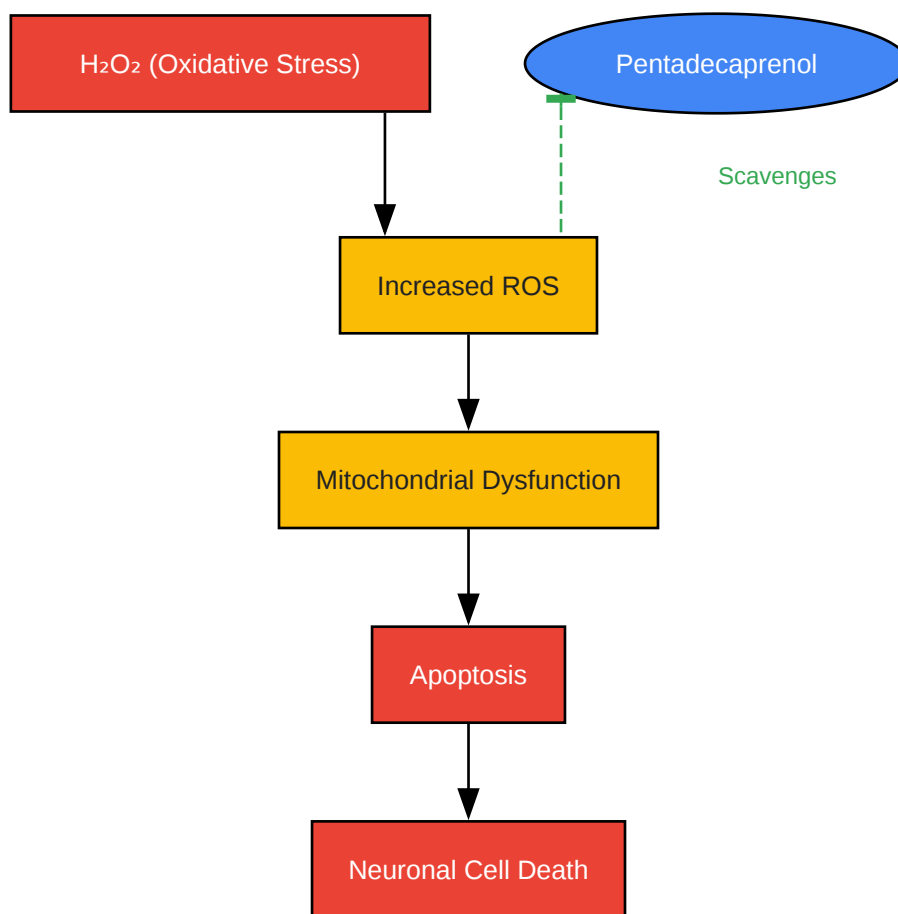 H₂O₂ (Oxidative Stress)
Pentadecaprenol
Scavenges
Increased ROS
Mitochondrial Dysfunction
Apoptosis
Neuronal Cell Death